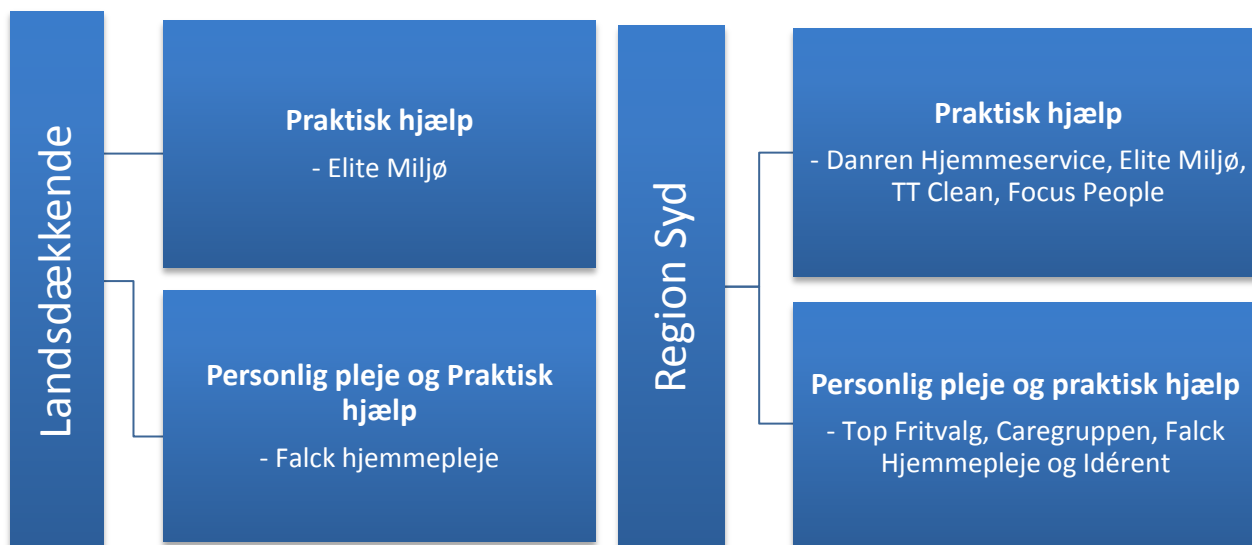 Landsdækkende
Praktisk hjælp
- Elite Miljø
Personlig pleje og Praktisk
hjælp
- Falck hjemmepleje
Region Syd
Praktisk hjælp
- Danren Hjemmeservice, Elite Miljø,
TT Clean, Focus People
Personlig pleje og praktisk hjælp
- Top Fritvalg, Caregruppen, Falck
Hjemmepleje og Idérent